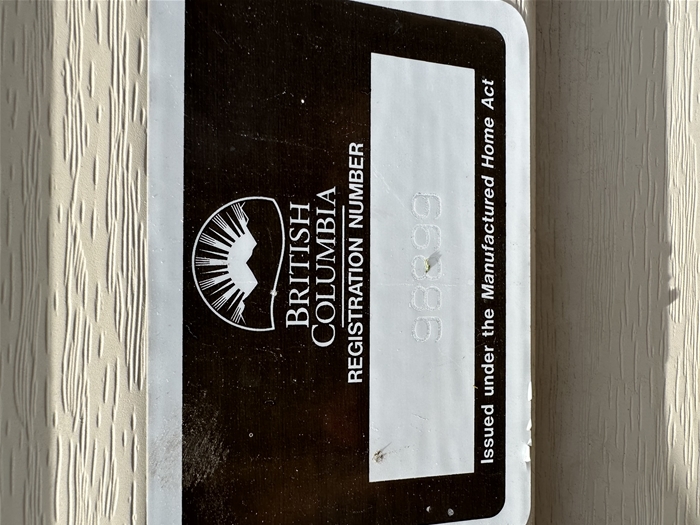 BRITISH
COLUMBIA
REGISTRATION NUMBER
Issued under the Manufactured Home Act